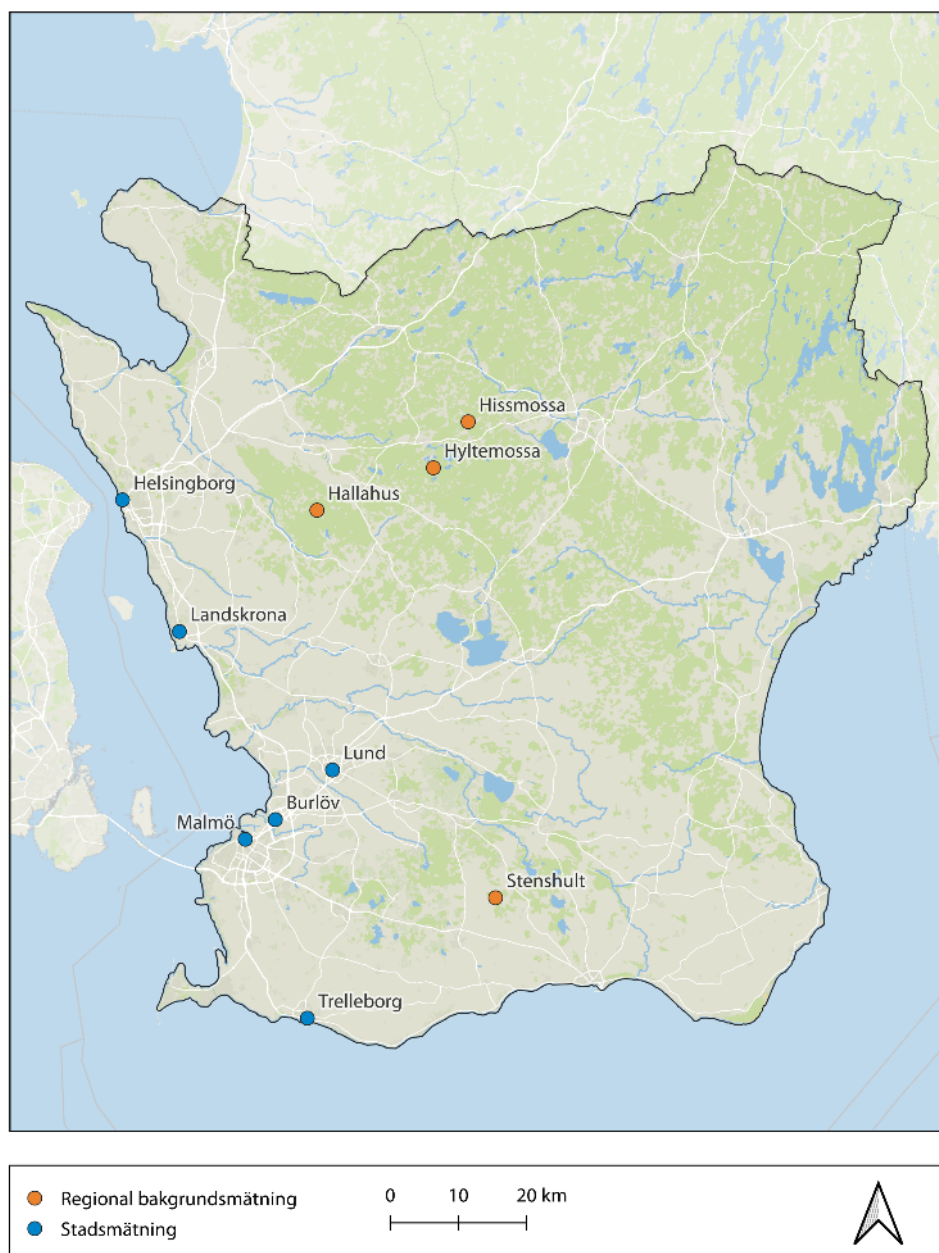 Hissmossa
Hyltemossa
Helsingborg
Hallahus
Landskrona
Lund
Burlöv
Malmö
Stenshult
Trelleborg
Regional bakgrundsmätning
Stadsmätning
0 10 20 km